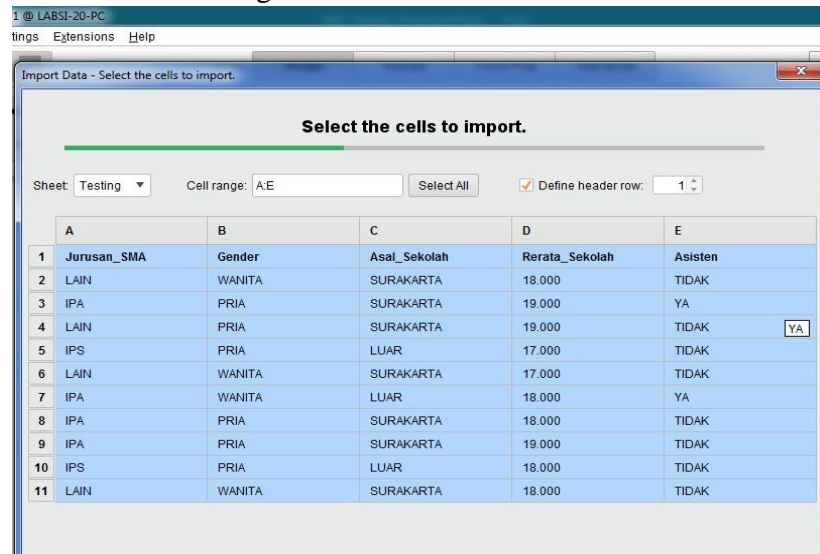 1 @ LABSI-20-PC
tings Extensions Help
Import Data - Select the cells to import.
Select the cells to import.
Sheet: Testing Cell range: A:E Select All Define header row: 1
A B C D E
1 Jurusan_SMA Gender Asal_Sekolah Rerata_Sekolah Asisten
2 LAIN WANITA SURAKARTA 18.000 TIDAK
3 IPA PRIA SURAKARTA 19.000 YA
4 LAIN PRIA SURAKARTA 19.000 TIDAK YA
5 IPS PRIA LUAR 17.000 TIDAK
6 LAIN WANITA SURAKARTA 17.000 TIDAK
7 IPA WANITA LUAR 18.000 YA
8 IPA PRIA SURAKARTA 18.000 TIDAK
9 IPA PRIA SURAKARTA 19.000 TIDAK
10 IPS PRIA LUAR 18.000 TIDAK
11 LAIN WANITA SURAKARTA 18.000 TIDAK